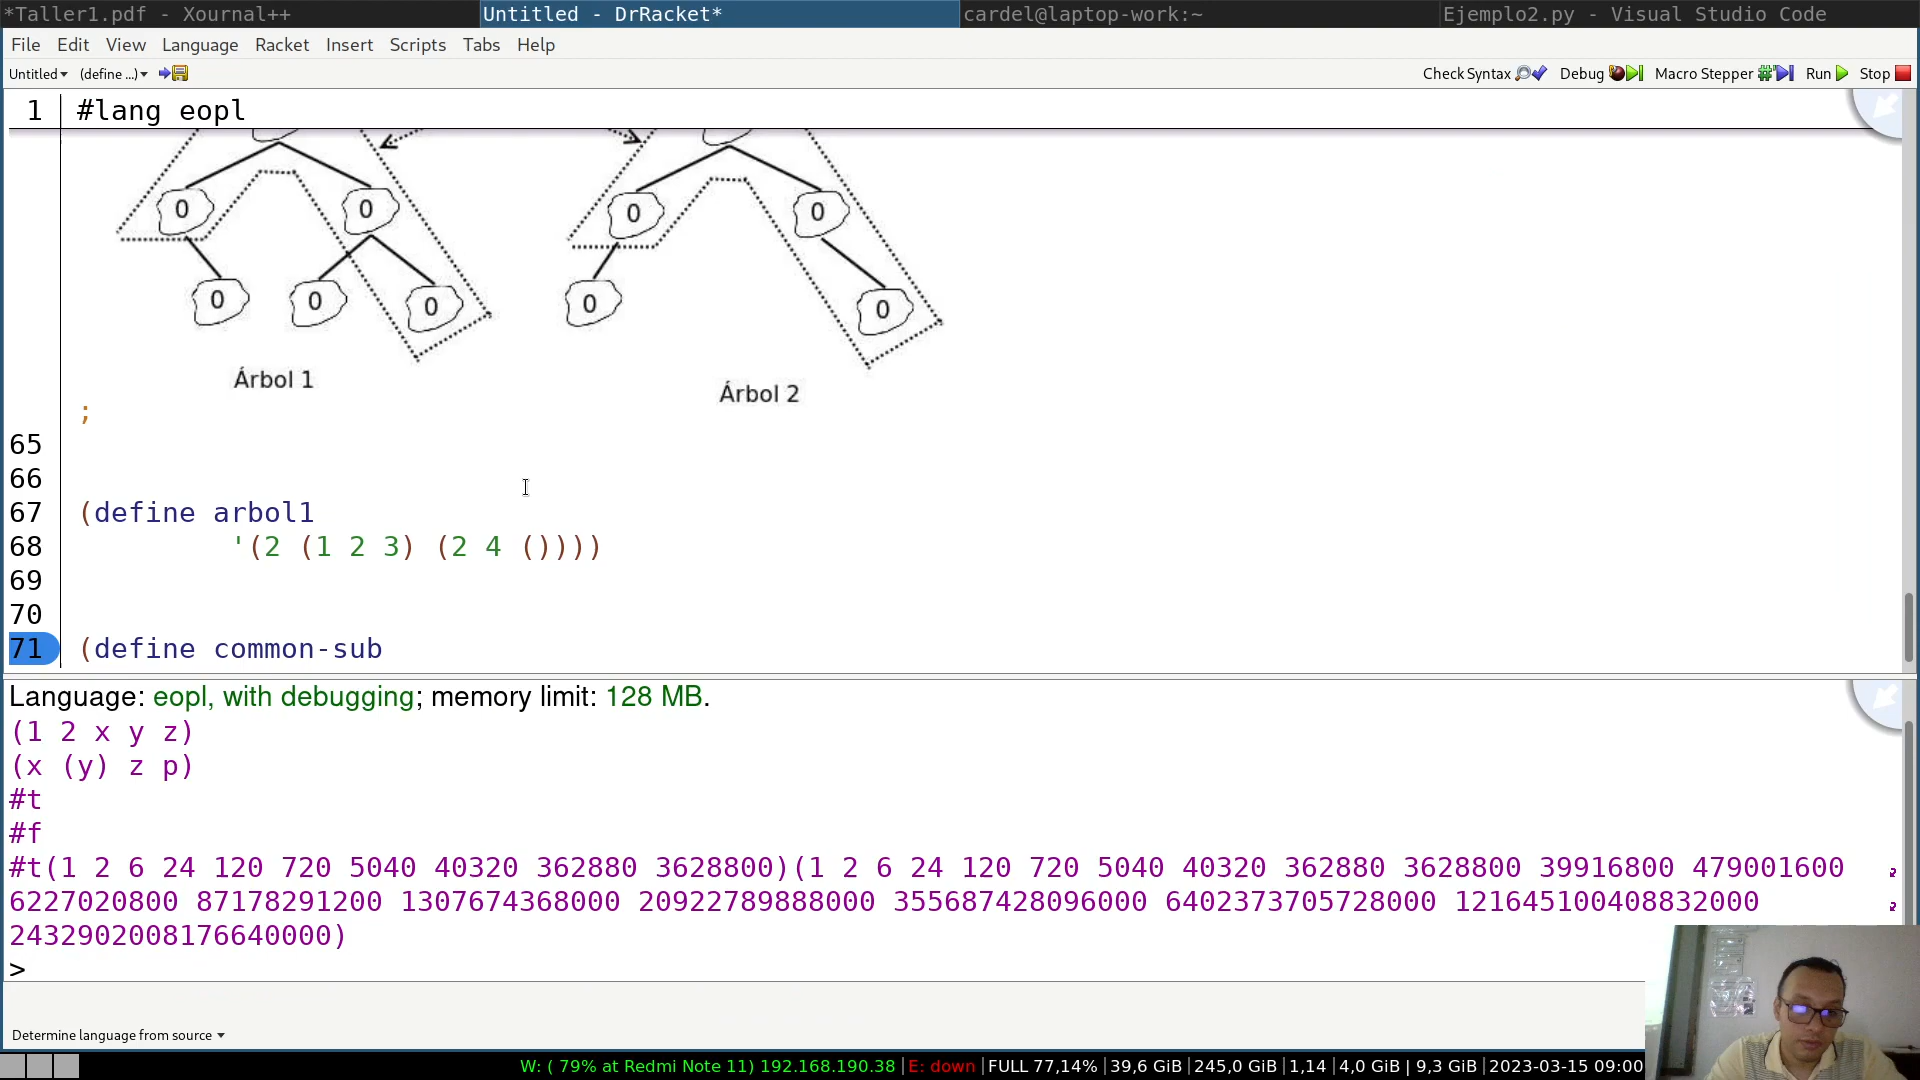 *Taller1.pdf - Xournal++
Untitled - DrRacket*
cardel@laptop-work:~
Ejemplo2.py - Visual Studio Code
File Edit View Language Racket Insert Scripts Tabs Help
Untitled (define ...) Check Syntax Debug Macro Stepper Run Stop
1 #lang eopl
0 0 0 0
0 0 0 0 0
Árbol 1 Árbol 2
;
65
66
67 (define arbol1
68 '(2 (1 2 3) (2 4 ())))
69
70
71 (define common-sub
Language: eopl, with debugging; memory limit: 128 MB.
(1 2 x y z)
(x (y) z p)
#t
#f
#t(1 2 6 24 120 720 5040 40320 362880 3628800)(1 2 6 24 120 720 5040 40320 362880 3628800 39916800 479001600
6227020800 87178291200 1307674368000 20922789888000 355687428096000 6402373705728000 121645100408832000
2432902008176640000)
>
Determine language from source
W: ( 79% at Redmi Note 11) 192.168.190.38 | E: down | FULL 77,14% | 39,6 GiB | 245,0 GiB | 1,14 | 4,0 GiB | 9,3 GiB | 2023-03-15 09:00